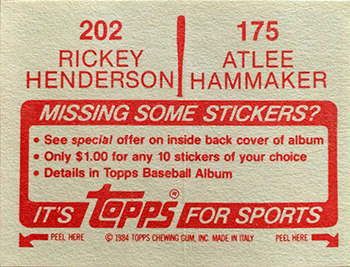 202 175
RICKEY ATLEE
HENDERSON HAMMAKER
MISSING SOME STICKERS?
• See special offer on inside back cover of album
• Only $1.00 for any 10 stickers of your choice
• Details in Topps Baseball Album
IT'S Topps® FOR SPORTS
PEEL HERE © 1984 TOPPS CHEWING GUM, INC. MADE IN ITALY PEEL HERE